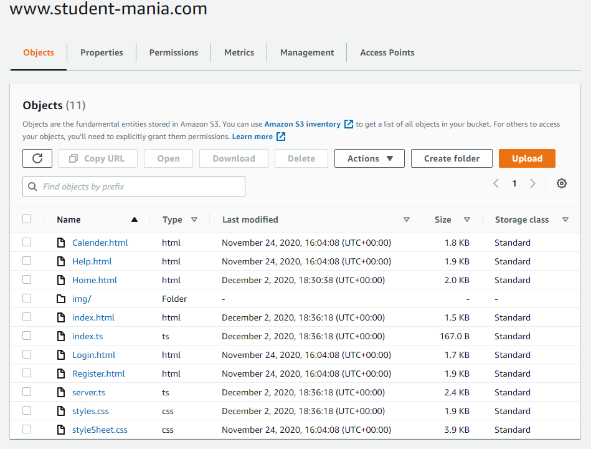 www.student-mania.com
Objects Properties Permissions Metrics Management Access Points
Objects (11)
Objects are the fundamental entities stored in Amazon S3. You can use Amazon S3 inventory to get a list of all objects in your bucket. For others to access
your objects, you'll need to explicitly grant them permissions. Learn more
Copy URL Open Download Delete Actions Create folder Upload
Find objects by prefix 1
Name Type Last modified Size Storage class
Calender.html html November 24, 2020, 16:04:08 (UTC+00:00) 1.8 KB Standard
Help.html html November 24, 2020, 16:04:08 (UTC+00:00) 1.9 KB Standard
Home.html html December 2, 2020, 18:30:38 (UTC+00:00) 2.0 KB Standard
img/ Folder - - -
index.html html December 2, 2020, 18:36:18 (UTC+00:00) 1.5 KB Standard
index.ts ts December 2, 2020, 18:36:18 (UTC+00:00) 167.0 B Standard
Login.html html November 24, 2020, 16:04:08 (UTC+00:00) 1.7 KB Standard
Register.html html November 24, 2020, 16:04:08 (UTC+00:00) 1.9 KB Standard
server.ts ts December 2, 2020, 18:36:18 (UTC+00:00) 2.4 KB Standard
styles.css css December 2, 2020, 18:36:18 (UTC+00:00) 1.9 KB Standard
styleSheet.css css November 24, 2020, 16:04:08 (UTC+00:00) 3.9 KB Standard